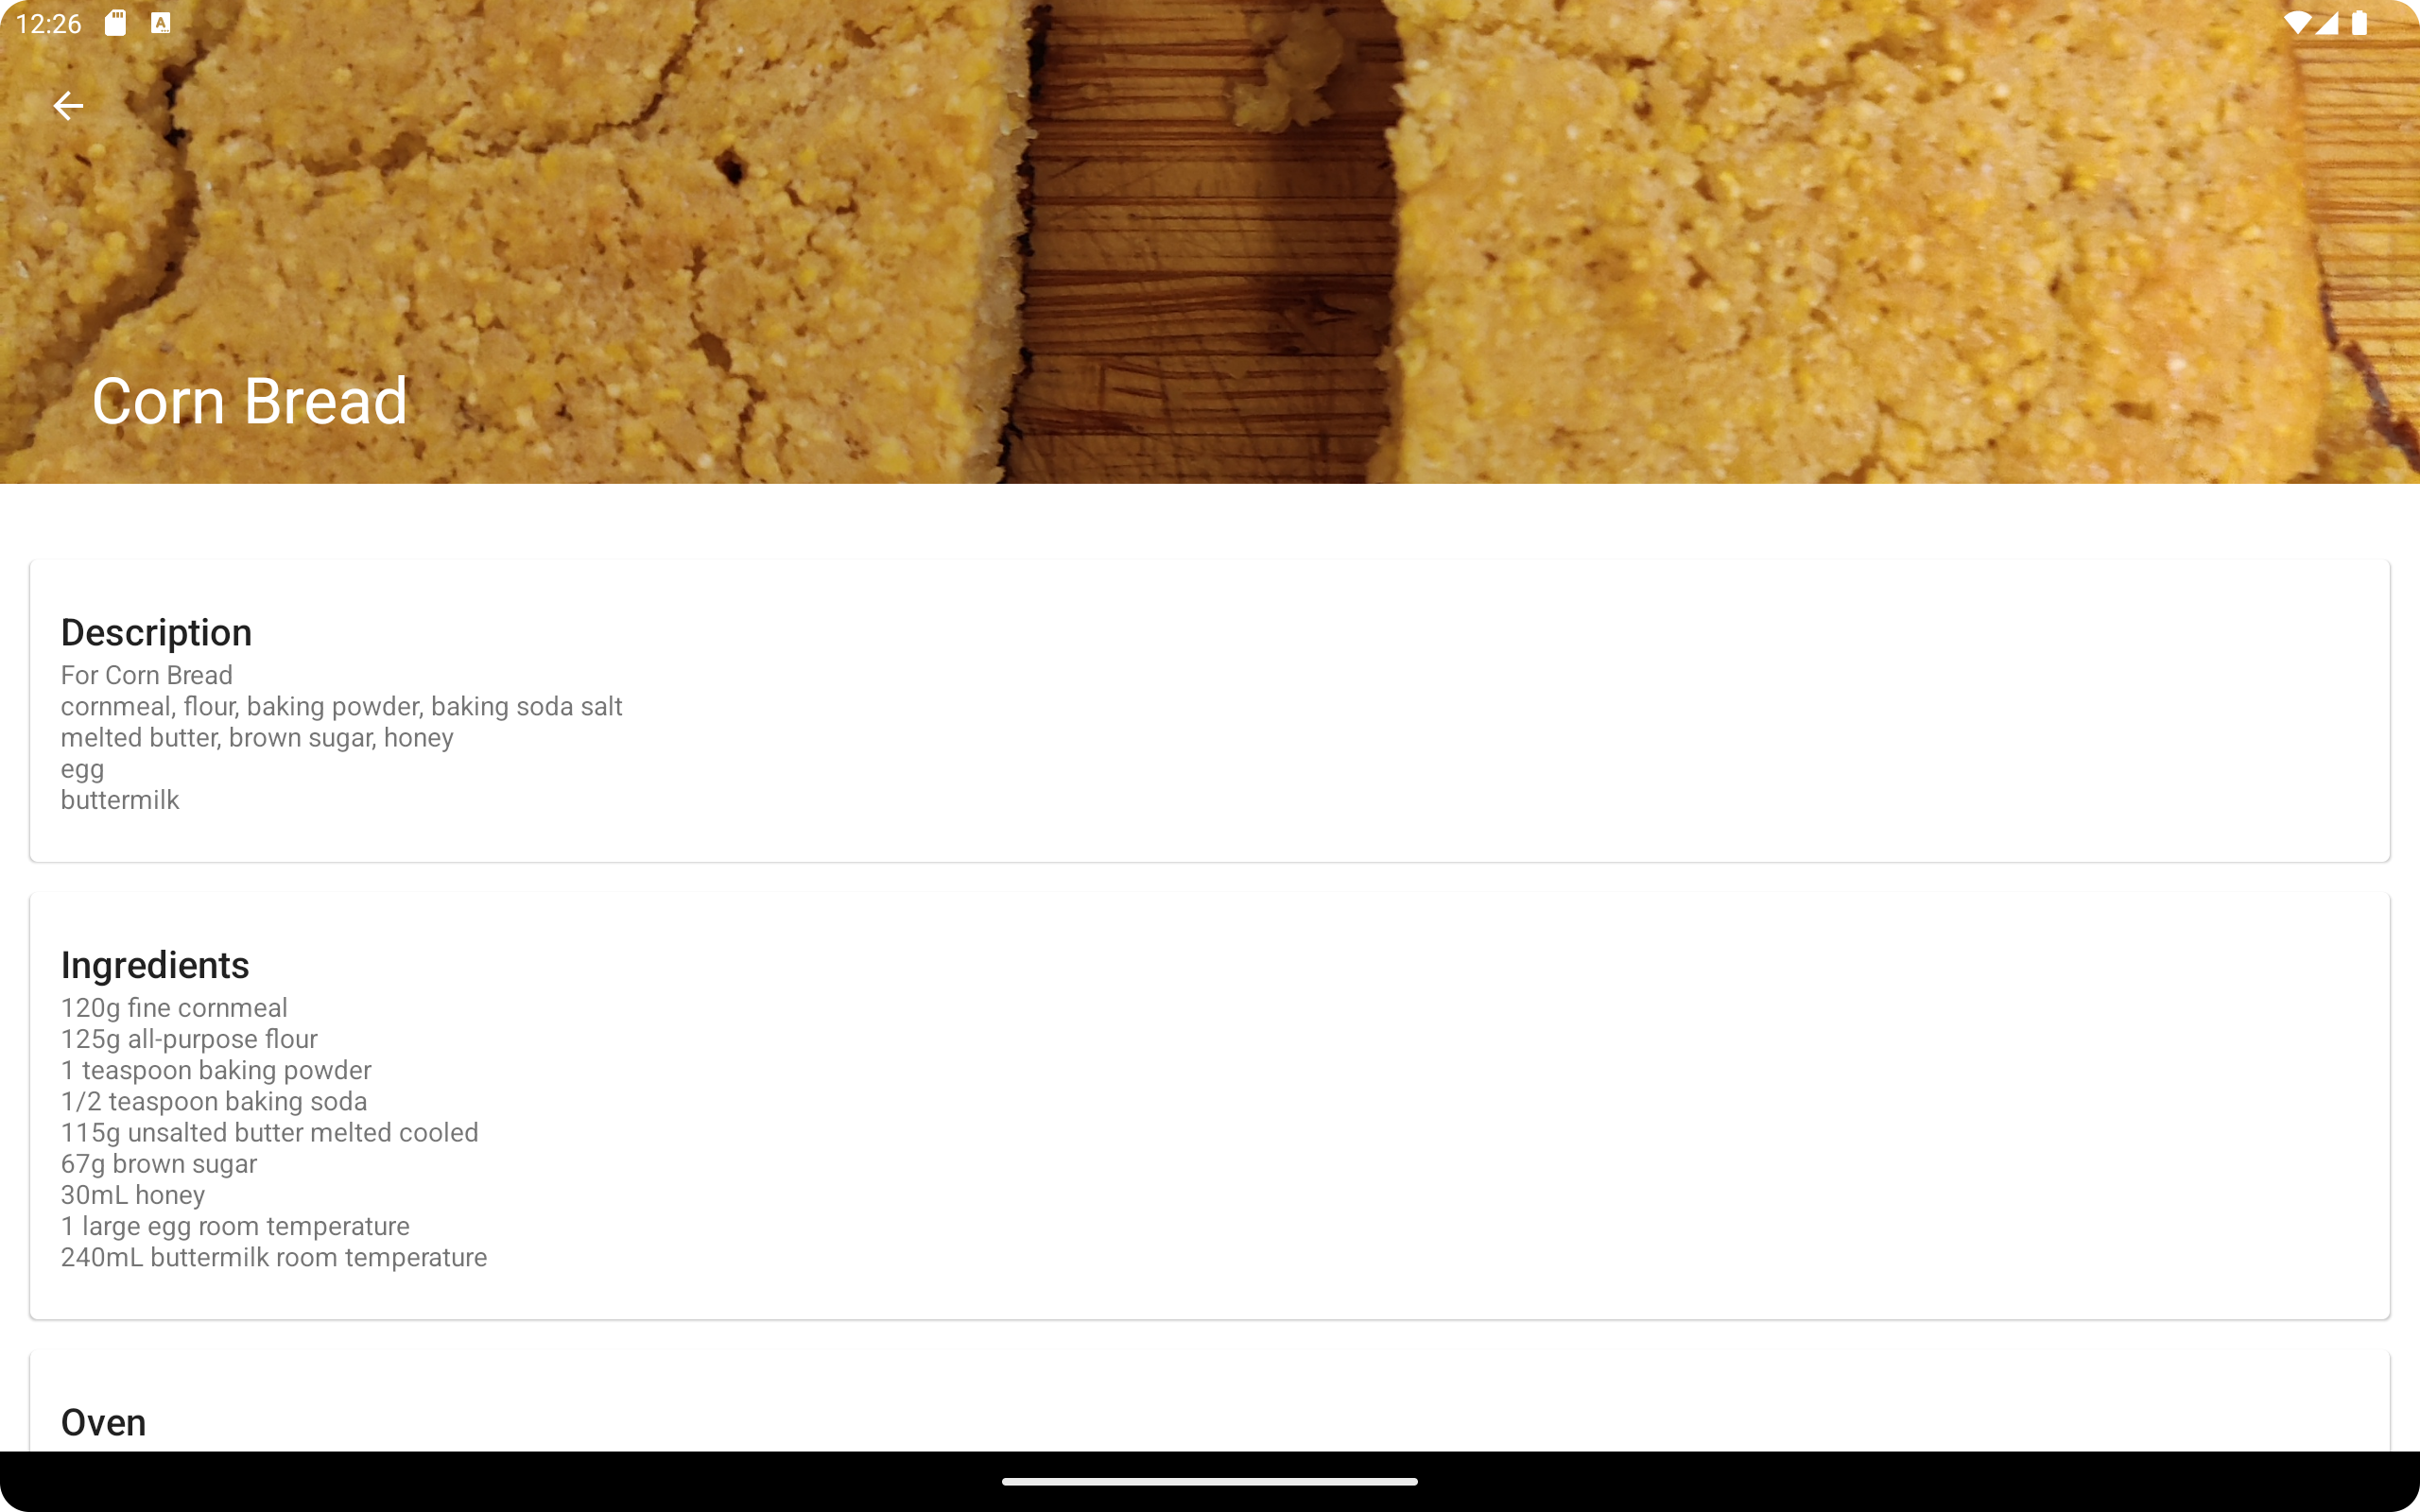 12:26
Corn Bread
Description
For Corn Bread
cornmeal, flour, baking powder, baking soda salt
melted butter, brown sugar, honey
egg
buttermilk
Ingredients
120g fine cornmeal
125g all-purpose flour
1 teaspoon baking powder
1/2 teaspoon baking soda
115g unsalted butter melted cooled
67g brown sugar
30mL honey
1 large egg room temperature
240mL buttermilk room temperature
Oven